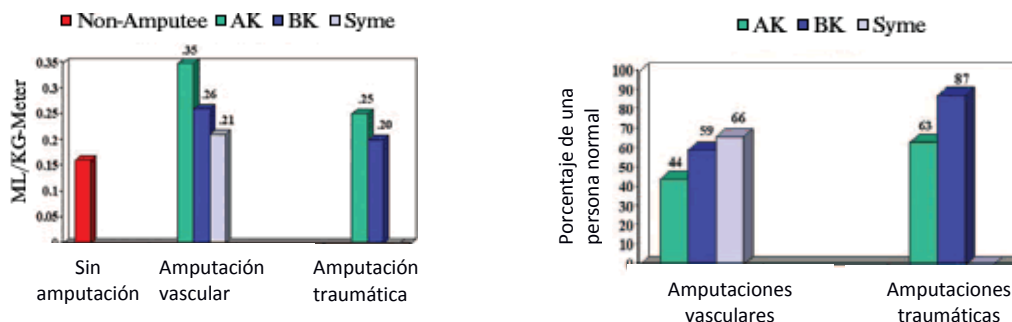 Non-Amputee AK BK Syme
ML/KG-Meter
0.35
0.3
0.25
0.2
0.15
0.1
0.05
0
.35
.26
.21
.25
.20
Sin amputación
Amputación vascular
Amputación traumática
AK BK Syme
Porcentaje de una
persona normal
100
90
80
70
60
50
40
30
20
10
0
44
59
66
63
87
Amputaciones
vasculares
Amputaciones
traumáticas